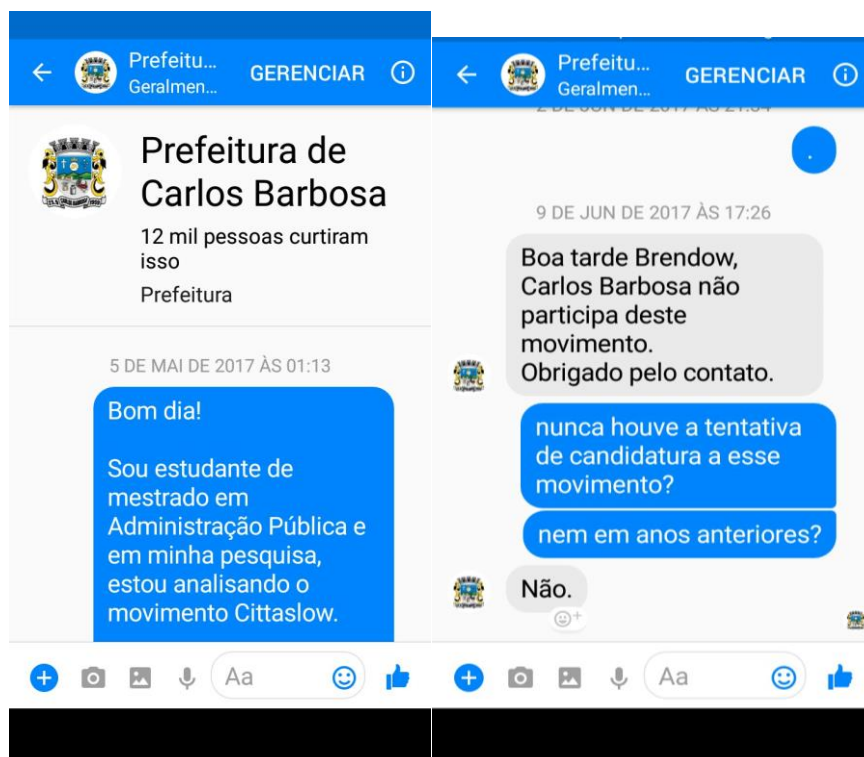 Prefeitu...
Geralmen...
GERENCIAR
Prefeitura de
Carlos Barbosa
12 mil pessoas curtiram
isso
Prefeitura
5 DE MAI DE 2017 ÀS 01:13
Bom dia!
Sou estudante de
mestrado em
Administração Pública e
em minha pesquisa,
estou analisando o
movimento Cittaslow.
Aa
Prefeitu...
Geralmen...
GERENCIAR
.
9 DE JUN DE 2017 ÀS 17:26
Boa tarde Brendow,
Carlos Barbosa não
participa deste
movimento.
Obrigado pelo contato.
nunca houve a tentativa
de candidatura a esse
movimento?
nem em anos anteriores?
Não.
Aa